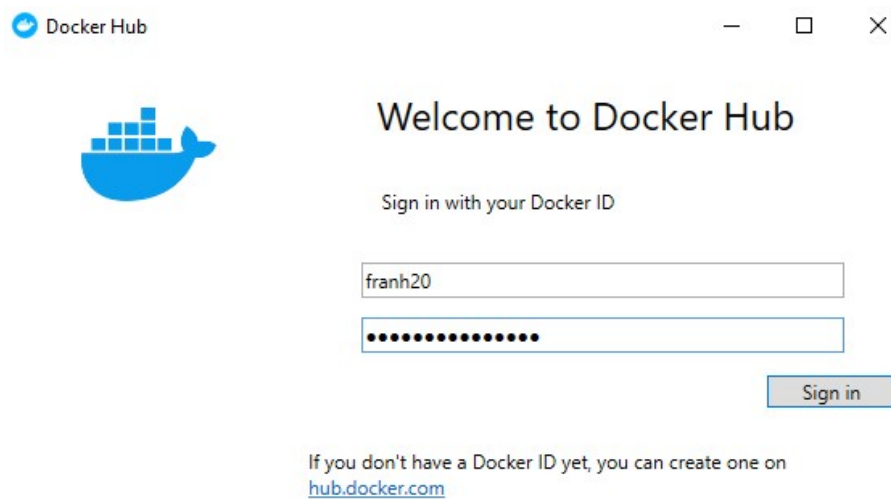 Docker Hub
Welcome to Docker Hub
Sign in with your Docker ID
franh20
●●●●●●●●●●●●●●●
Sign in
If you don't have a Docker ID yet, you can create one on
hub.docker.com